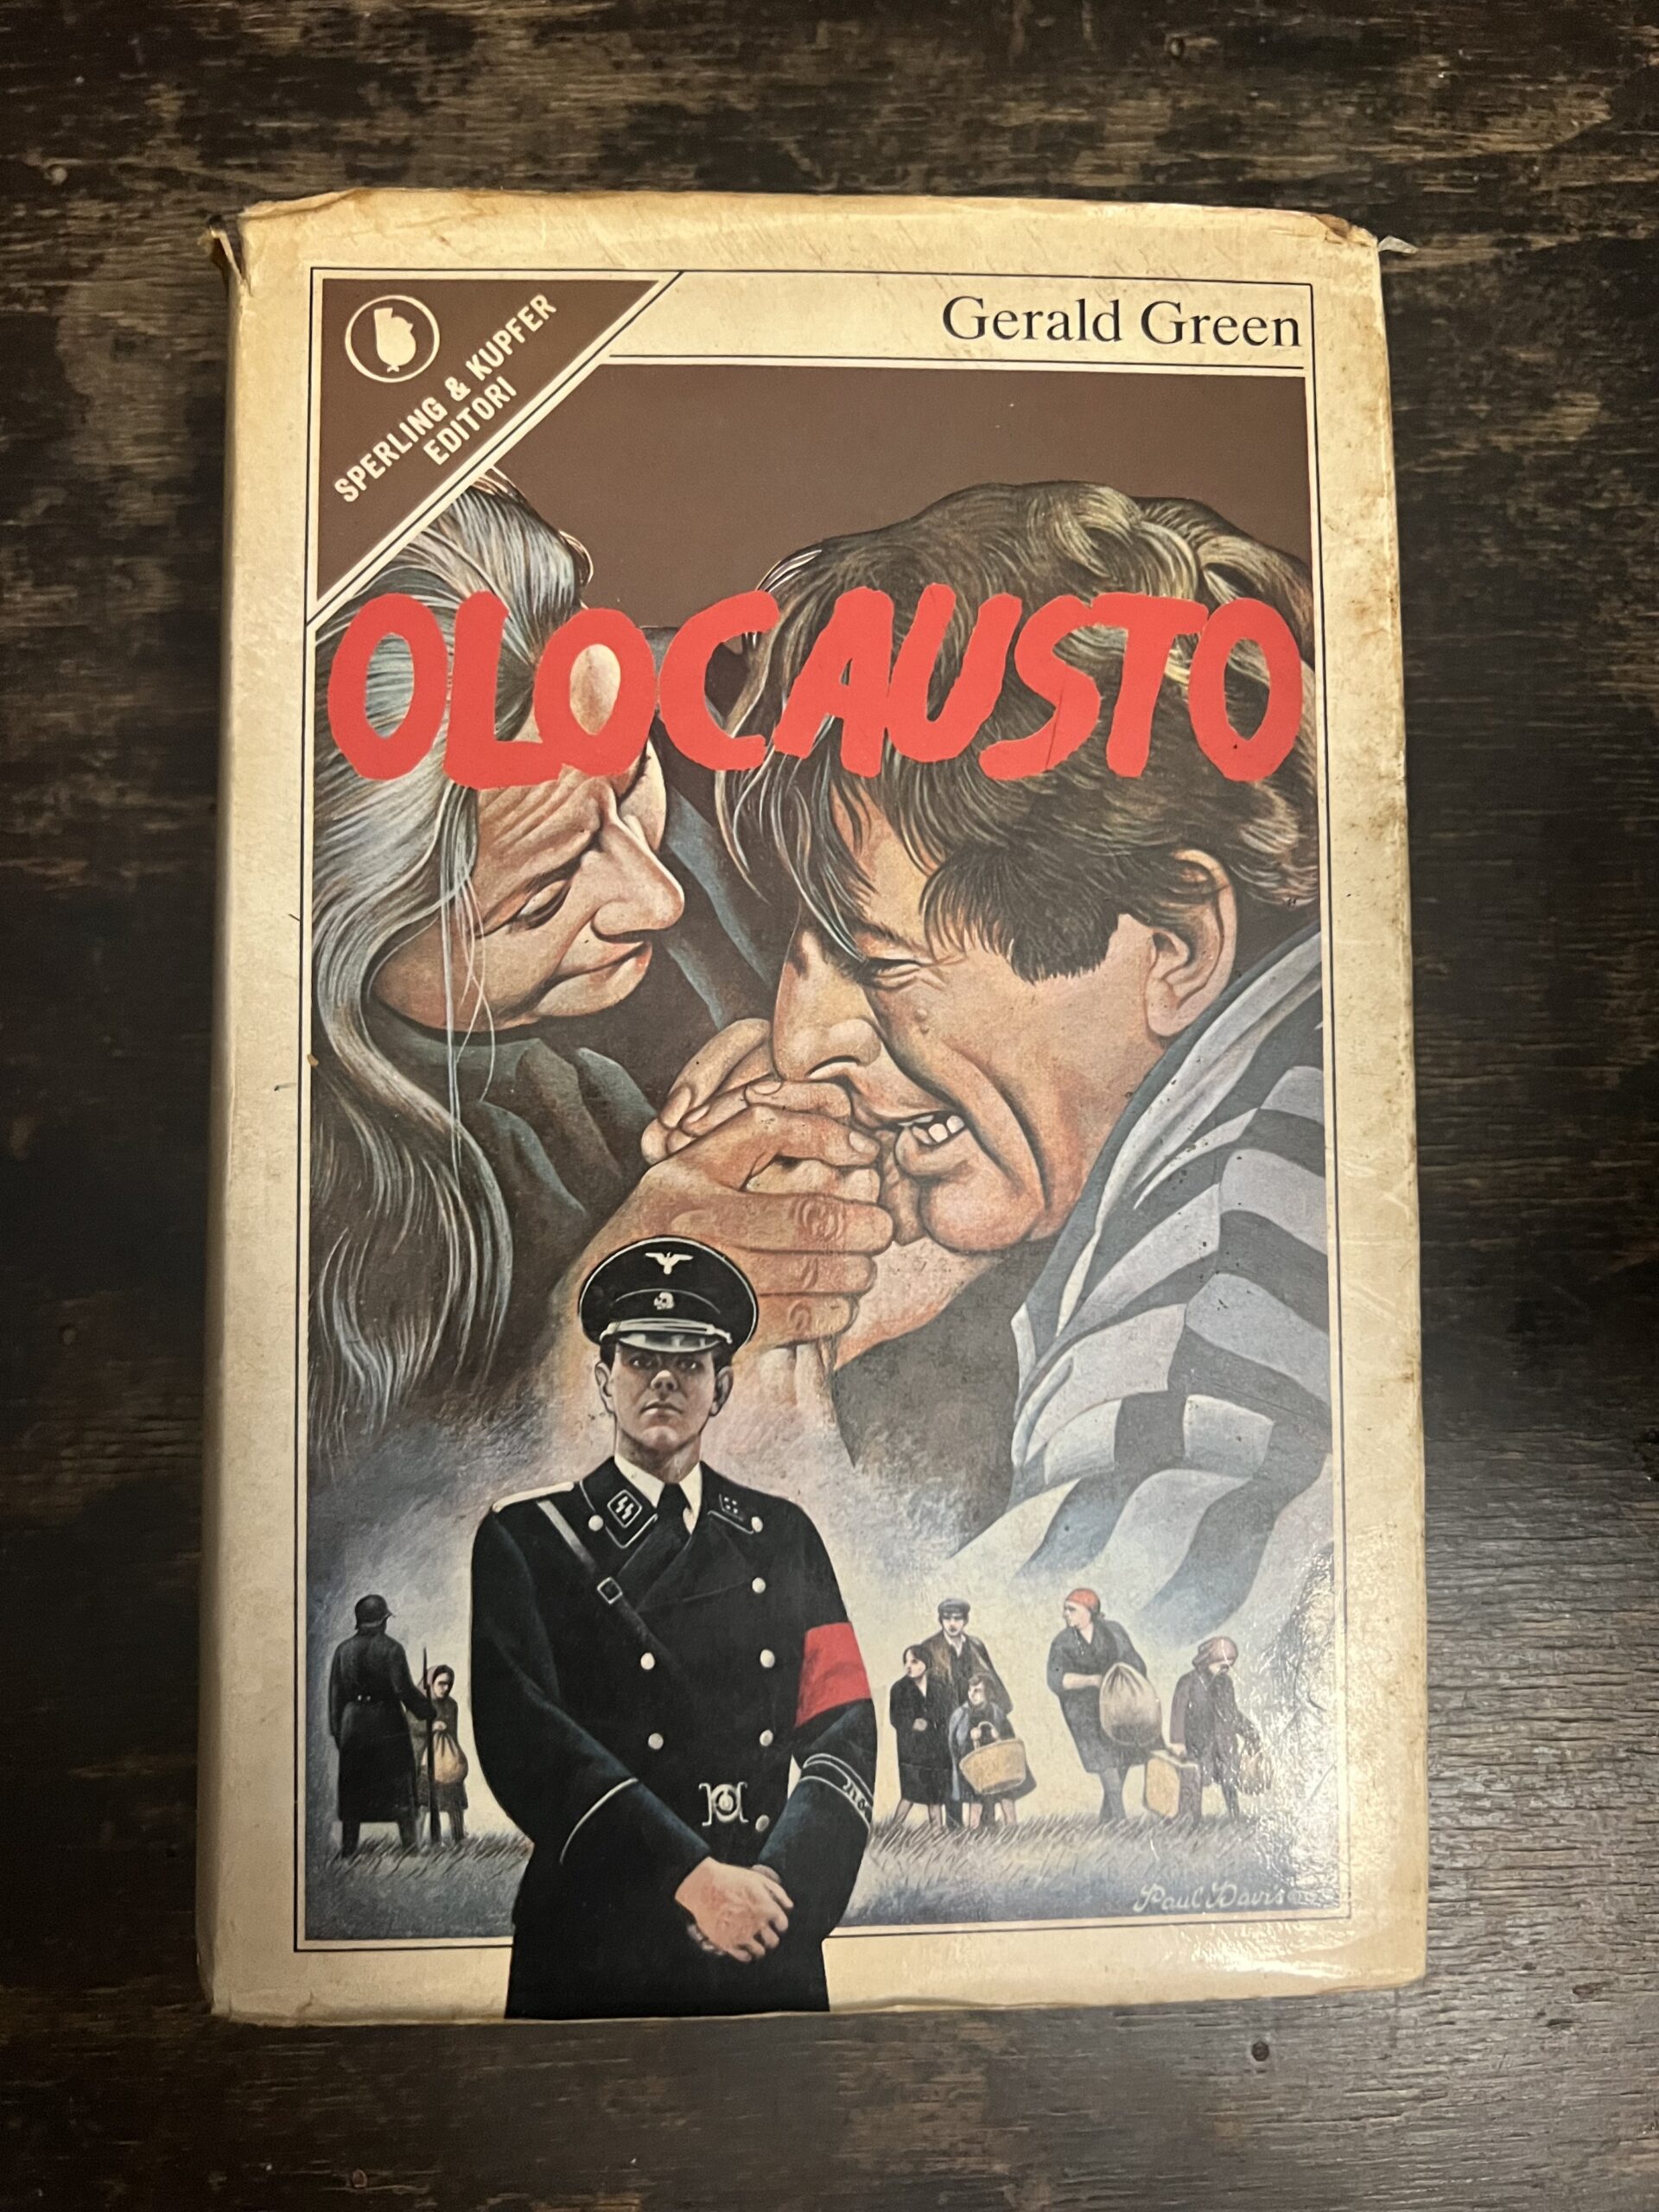 SPERLING & KUPFER
EDITORI
Gerald Green
OLOCAUSTO
Paul Davis